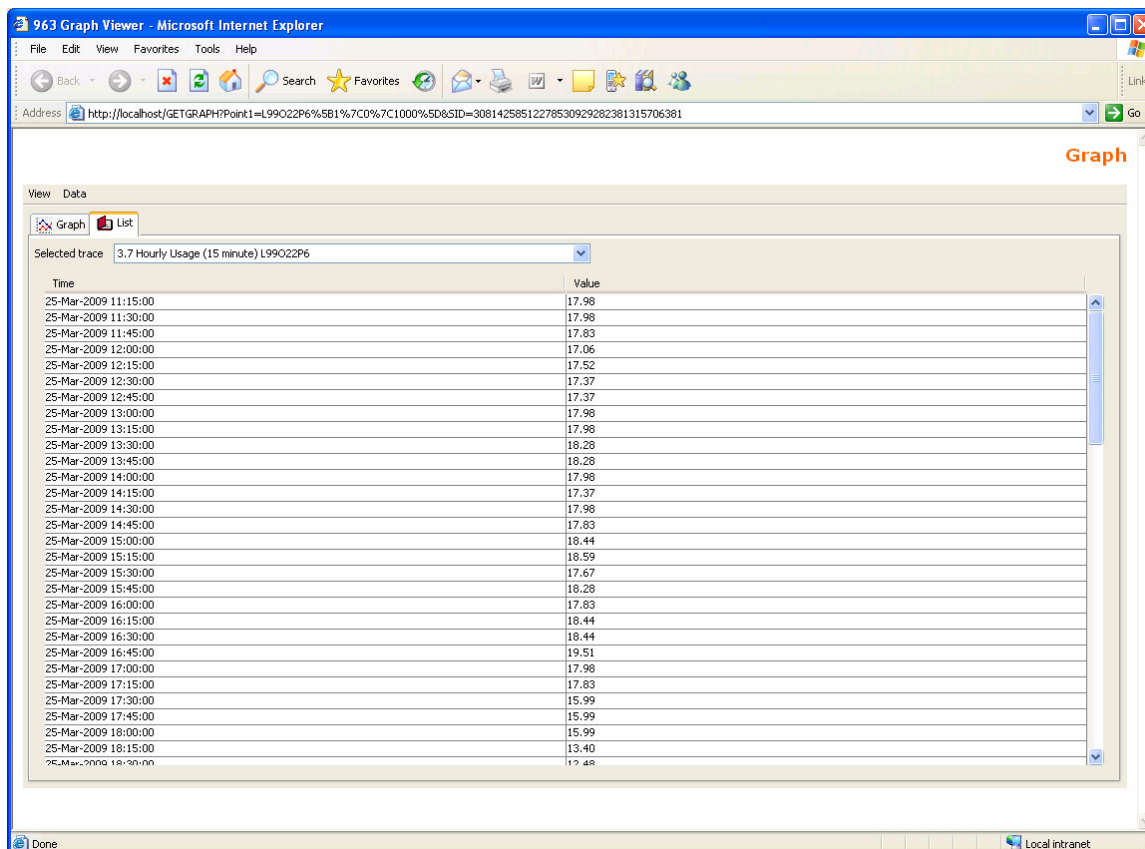 963 Graph Viewer - Microsoft Internet Explorer
File Edit View Favorites Tools Help
Back Search Favorites
Address http://localhost/GETGRAPH?Point1=L99O22P6%5B1%7C0%7C1000%5D&SID=30814258512278530929282381315706381 Go
Graph
View Data
Graph List
Selected trace 3.7 Hourly Usage (15 minute) L99O22P6
Time Value
25-Mar-2009 11:15:00 17.98
25-Mar-2009 11:30:00 17.98
25-Mar-2009 11:45:00 17.83
25-Mar-2009 12:00:00 17.06
25-Mar-2009 12:15:00 17.52
25-Mar-2009 12:30:00 17.37
25-Mar-2009 12:45:00 17.37
25-Mar-2009 13:00:00 17.98
25-Mar-2009 13:15:00 17.98
25-Mar-2009 13:30:00 18.28
25-Mar-2009 13:45:00 18.28
25-Mar-2009 14:00:00 17.98
25-Mar-2009 14:15:00 17.37
25-Mar-2009 14:30:00 17.98
25-Mar-2009 14:45:00 17.83
25-Mar-2009 15:00:00 18.44
25-Mar-2009 15:15:00 18.59
25-Mar-2009 15:30:00 17.67
25-Mar-2009 15:45:00 18.28
25-Mar-2009 16:00:00 17.83
25-Mar-2009 16:15:00 18.44
25-Mar-2009 16:30:00 18.44
25-Mar-2009 16:45:00 19.51
25-Mar-2009 17:00:00 17.98
25-Mar-2009 17:15:00 17.83
25-Mar-2009 17:30:00 15.99
25-Mar-2009 17:45:00 15.99
25-Mar-2009 18:00:00 15.99
25-Mar-2009 18:15:00 13.40
25-Mar-2009 18:30:00 12.48
Done Local intranet